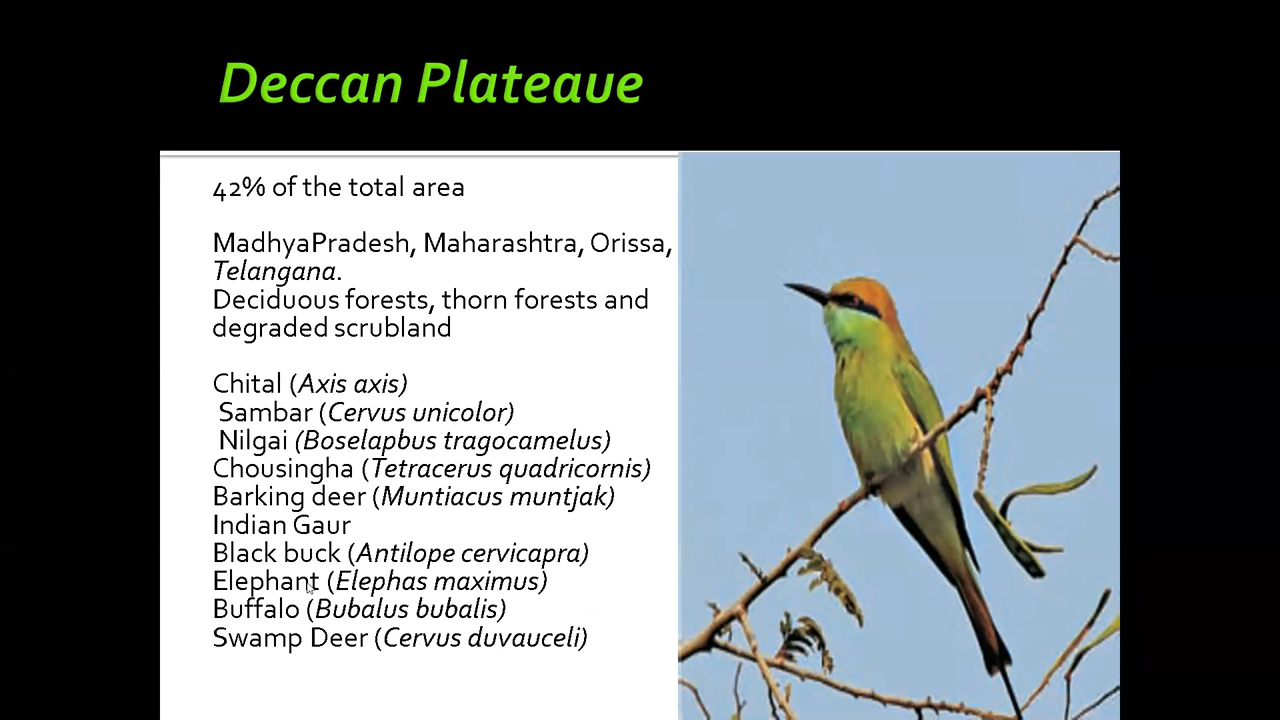 Deccan Plateaue
42% of the total area
MadhyaPradesh, Maharashtra, Orissa,
Telangana.
Deciduous forests, thorn forests and
degraded scrubland
Chital (Axis axis)
Sambar (Cervus unicolor)
Nilgai (Boselapbus tragocamelus)
Chousingha (Tetracerus quadricornis)
Barking deer (Muntiacus muntjak)
Indian Gaur
Black buck (Antilope cervicapra)
Elephant (Elephas maximus)
Buffalo (Bubalus bubalis)
Swamp Deer (Cervus duvauceli)